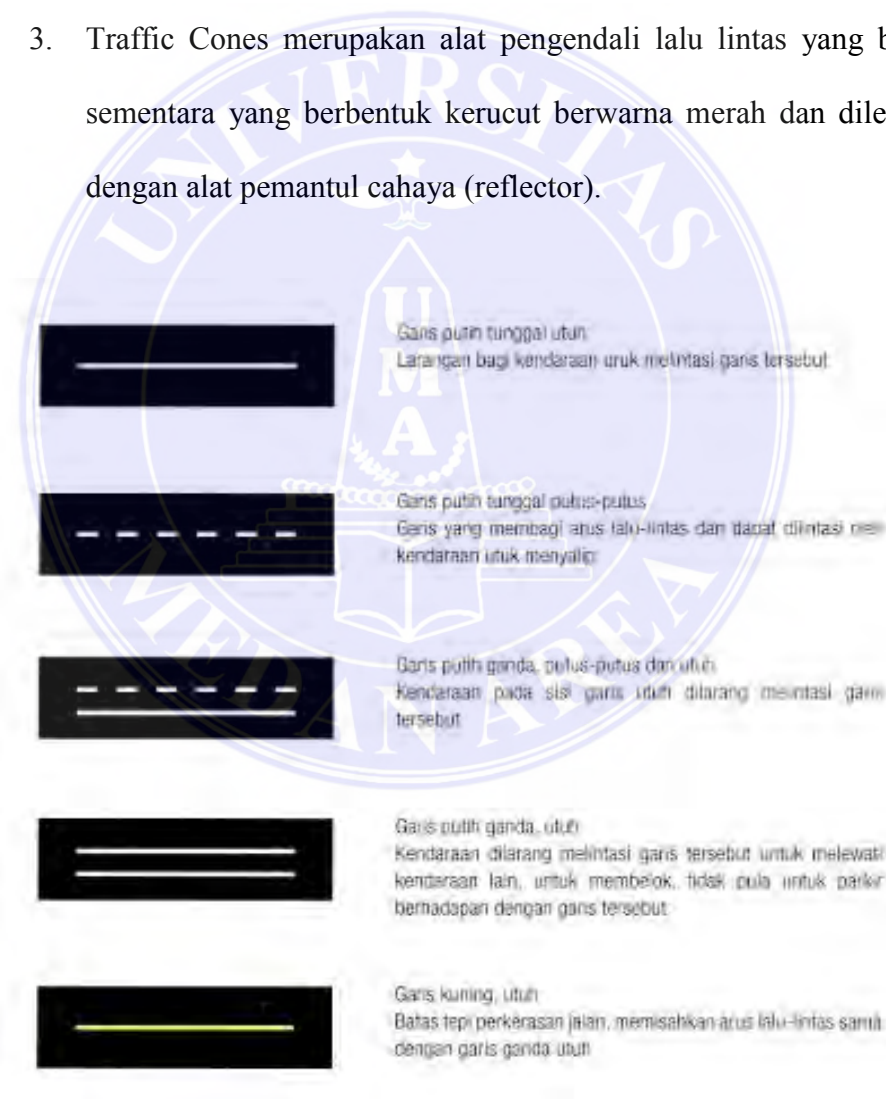 3. Traffic Cones merupakan alat pengendali lalu lintas yang b
sementara yang berbentuk kerucut berwarna merah dan dile
dengan alat pemantul cahaya (reflector).
UNIVERSITAS
UMA
MEDAN AREA
Garis putih tunggal utuh
Larangan bagi kendaraan uruk melintasi garis tersebut
Garis putih tunggal putus-putus
Garis yang membagi arus lalu-lintas dan dapat dilintasi
kendaraan utuk menyalip
Garis putih ganda, putus-putus dan utuh
Kendaraan pada sisi garis utuh dilarang melintasi garis
tersebut
Garis putih ganda, utuh
Kendaraan dilarang melintasi garis tersebut untuk melewati
kendaraan lain, untuk membelok, tidak pula untuk parkir
berhadapan dengan garis tersebut
Garis kuning, utuh
Batas tepi perkerasan jalan, memisahkan arus lalu-lintas sama
dengan garis ganda utuh